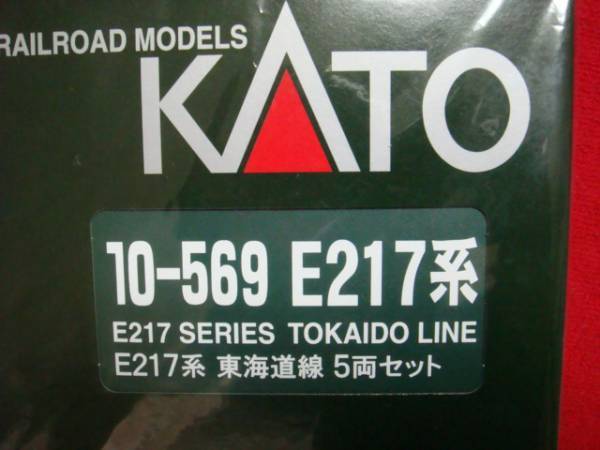 RAILROAD MODELS
KATO
10-569 E217系
E217 SERIES TOKAIDO LINE
E217系 東海道線 5両セット